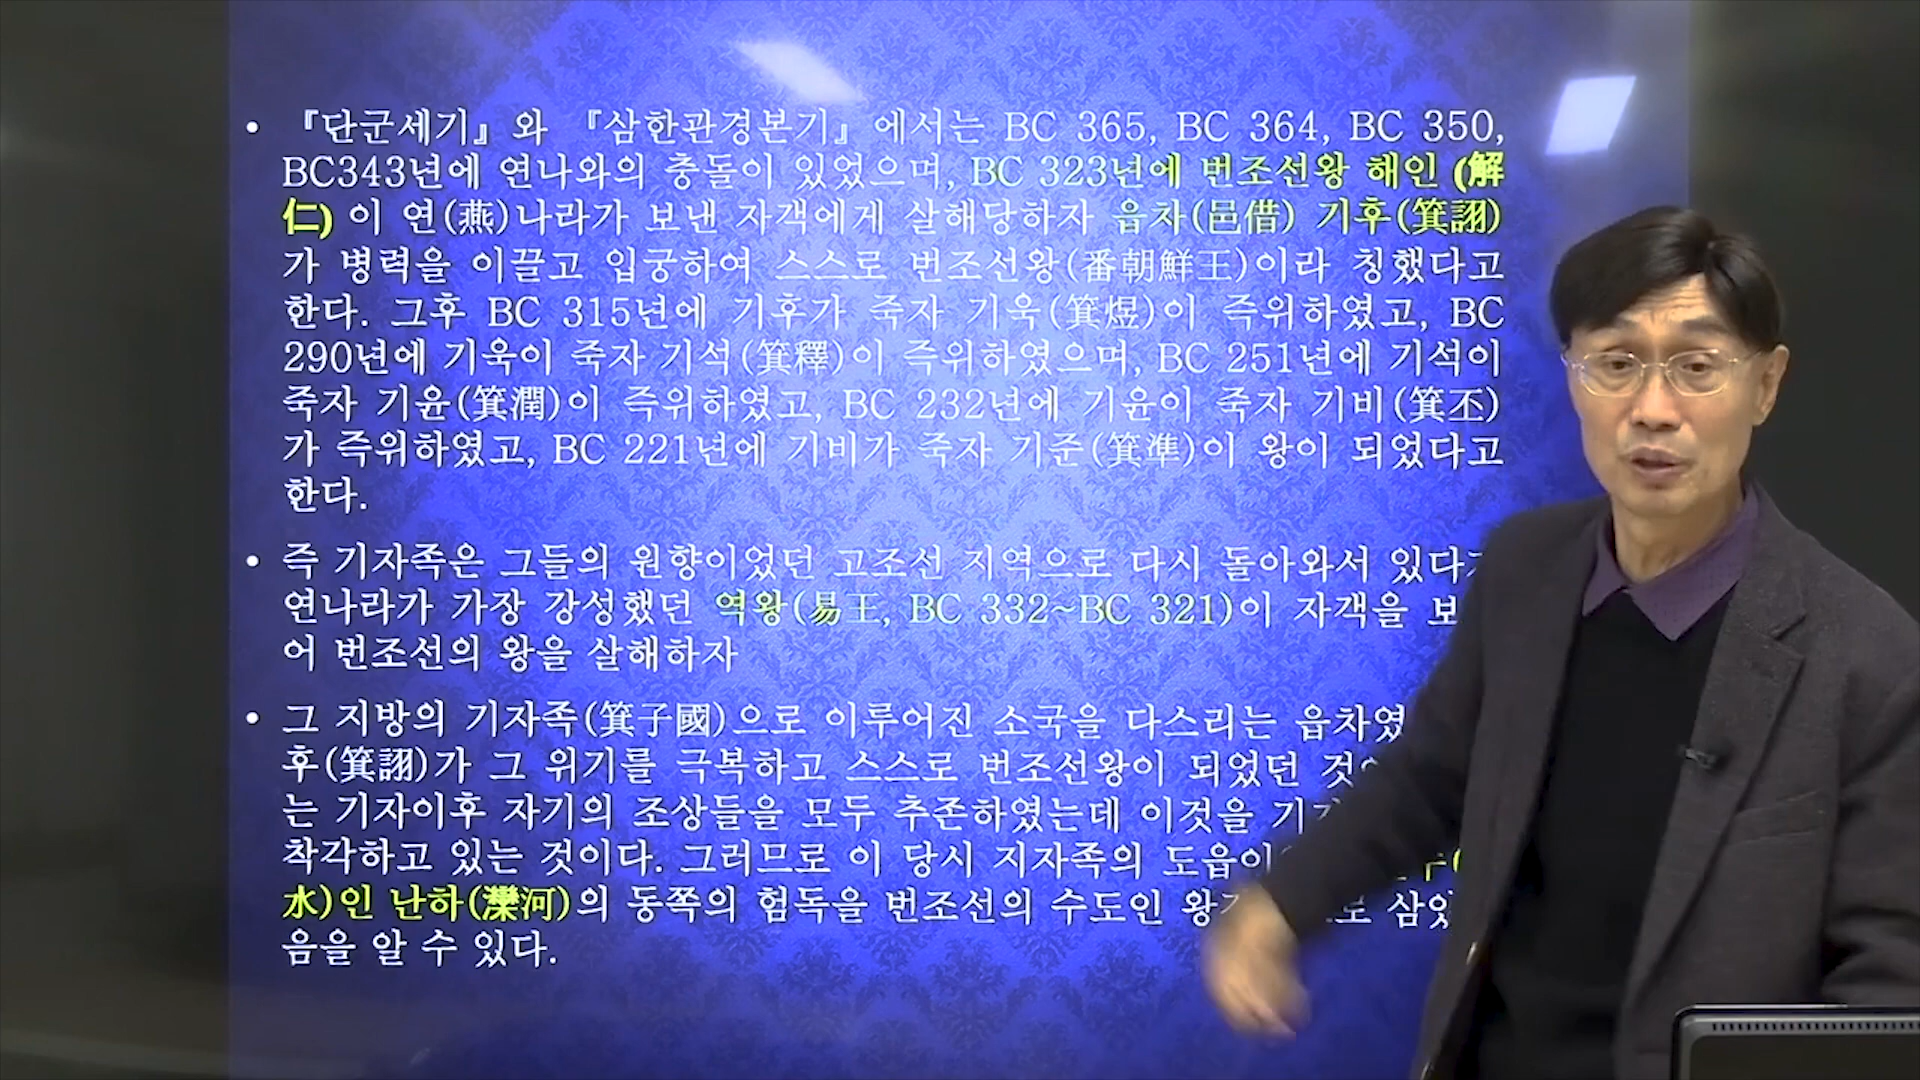 • 『단군세기』와 『삼한관경본기』에서는 BC 365, BC 364, BC 350,
BC343년에 연나와의 충돌이 있었으며, BC 323년에 번조선왕 해인 (解
仁) 이 연(燕)나라가 보낸 자객에게 살해당하자 읍차(邑借) 기후(箕詡)
가 병력을 이끌고 입궁하여 스스로 번조선왕(番朝鮮王)이라 칭했다고
한다. 그후 BC 315년에 기후가 죽자 기욱(箕煜)이 즉위하였고, BC
290년에 기욱이 죽자 기석(箕釋)이 즉위하였으며, BC 251년에 기석이
죽자 기윤(箕潤)이 즉위하였고, BC 232년에 기윤이 죽자 기비(箕丕)
가 즉위하였고, BC 221년에 기비가 죽자 기준(箕準)이 왕이 되었다고
한다.
• 즉 기자족은 그들의 원향이었던 고조선 지역으로 다시 돌아와서
연나라가 가장 강성했던 역왕(易王, BC 332~BC 321)이 자객을
어 번조선의 왕을 살해하자
• 그 지방의 기자족(箕子國)으로 이루어진 소국을 다스리는
후(箕詡)가 그 위기를 극복하고 스스로 번조선왕이 되었던
는 기자이후 자기의 조상들을 모두 추존하였는데 이것을
착각하고 있는 것이다. 그러므로 이 당시 지자족의
水)인 난하(灤河)의 동쪽의 험독을 번조선의 수도인
음을 알 수 있다.